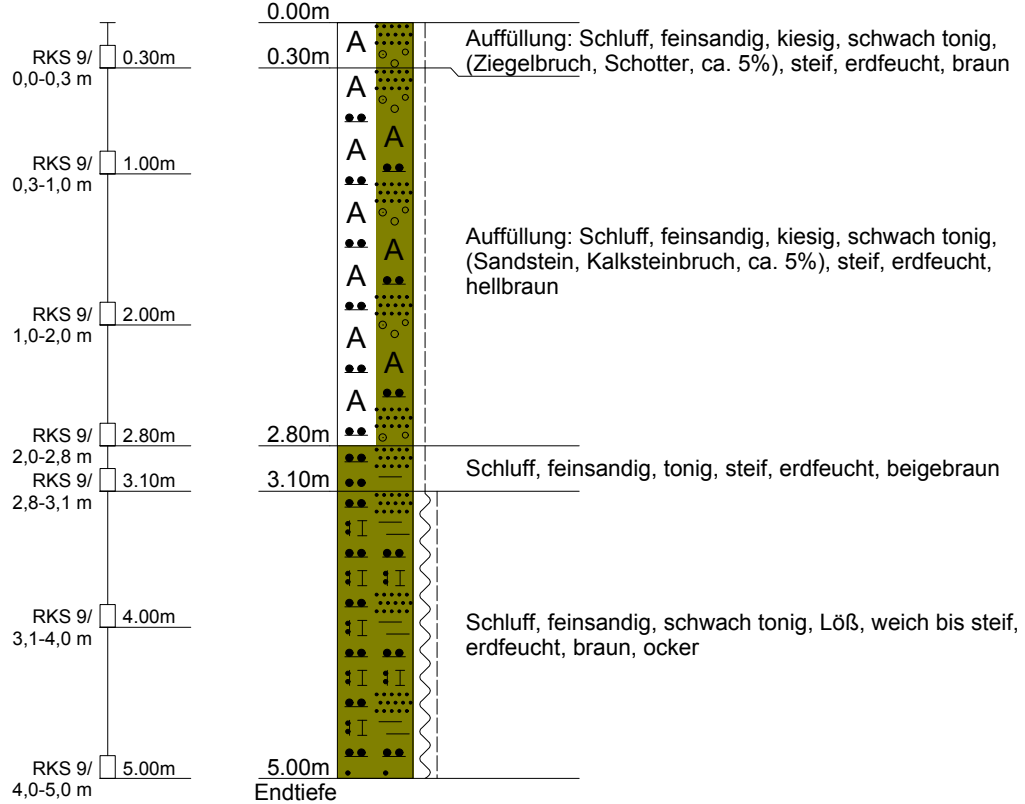 0.00m
RKS 9/ 0.30m
0,0-0,3 m
0.30m
A
Auffüllung: Schluff, feinsandig, kiesig, schwach tonig,
(Ziegelbruch, Schotter, ca. 5%), steif, erdfeucht, braun
RKS 9/ 1.00m
0,3-1,0 m
A
A
A
A
A
A
A
A
A
Auffüllung: Schluff, feinsandig, kiesig, schwach tonig,
(Sandstein, Kalksteinbruch, ca. 5%), steif, erdfeucht,
hellbraun
RKS 9/ 2.00m
1,0-2,0 m
RKS 9/ 2.80m
2,0-2,8 m
2.80m
Schluff, feinsandig, tonig, steif, erdfeucht, beigebraun
RKS 9/ 3.10m
2,8-3,1 m
3.10m
RKS 9/ 4.00m
3,1-4,0 m
Schluff, feinsandig, schwach tonig, Löß, weich bis steif,
erdfeucht, braun, ocker
RKS 9/ 5.00m
4,0-5,0 m
5.00m
Endtiefe